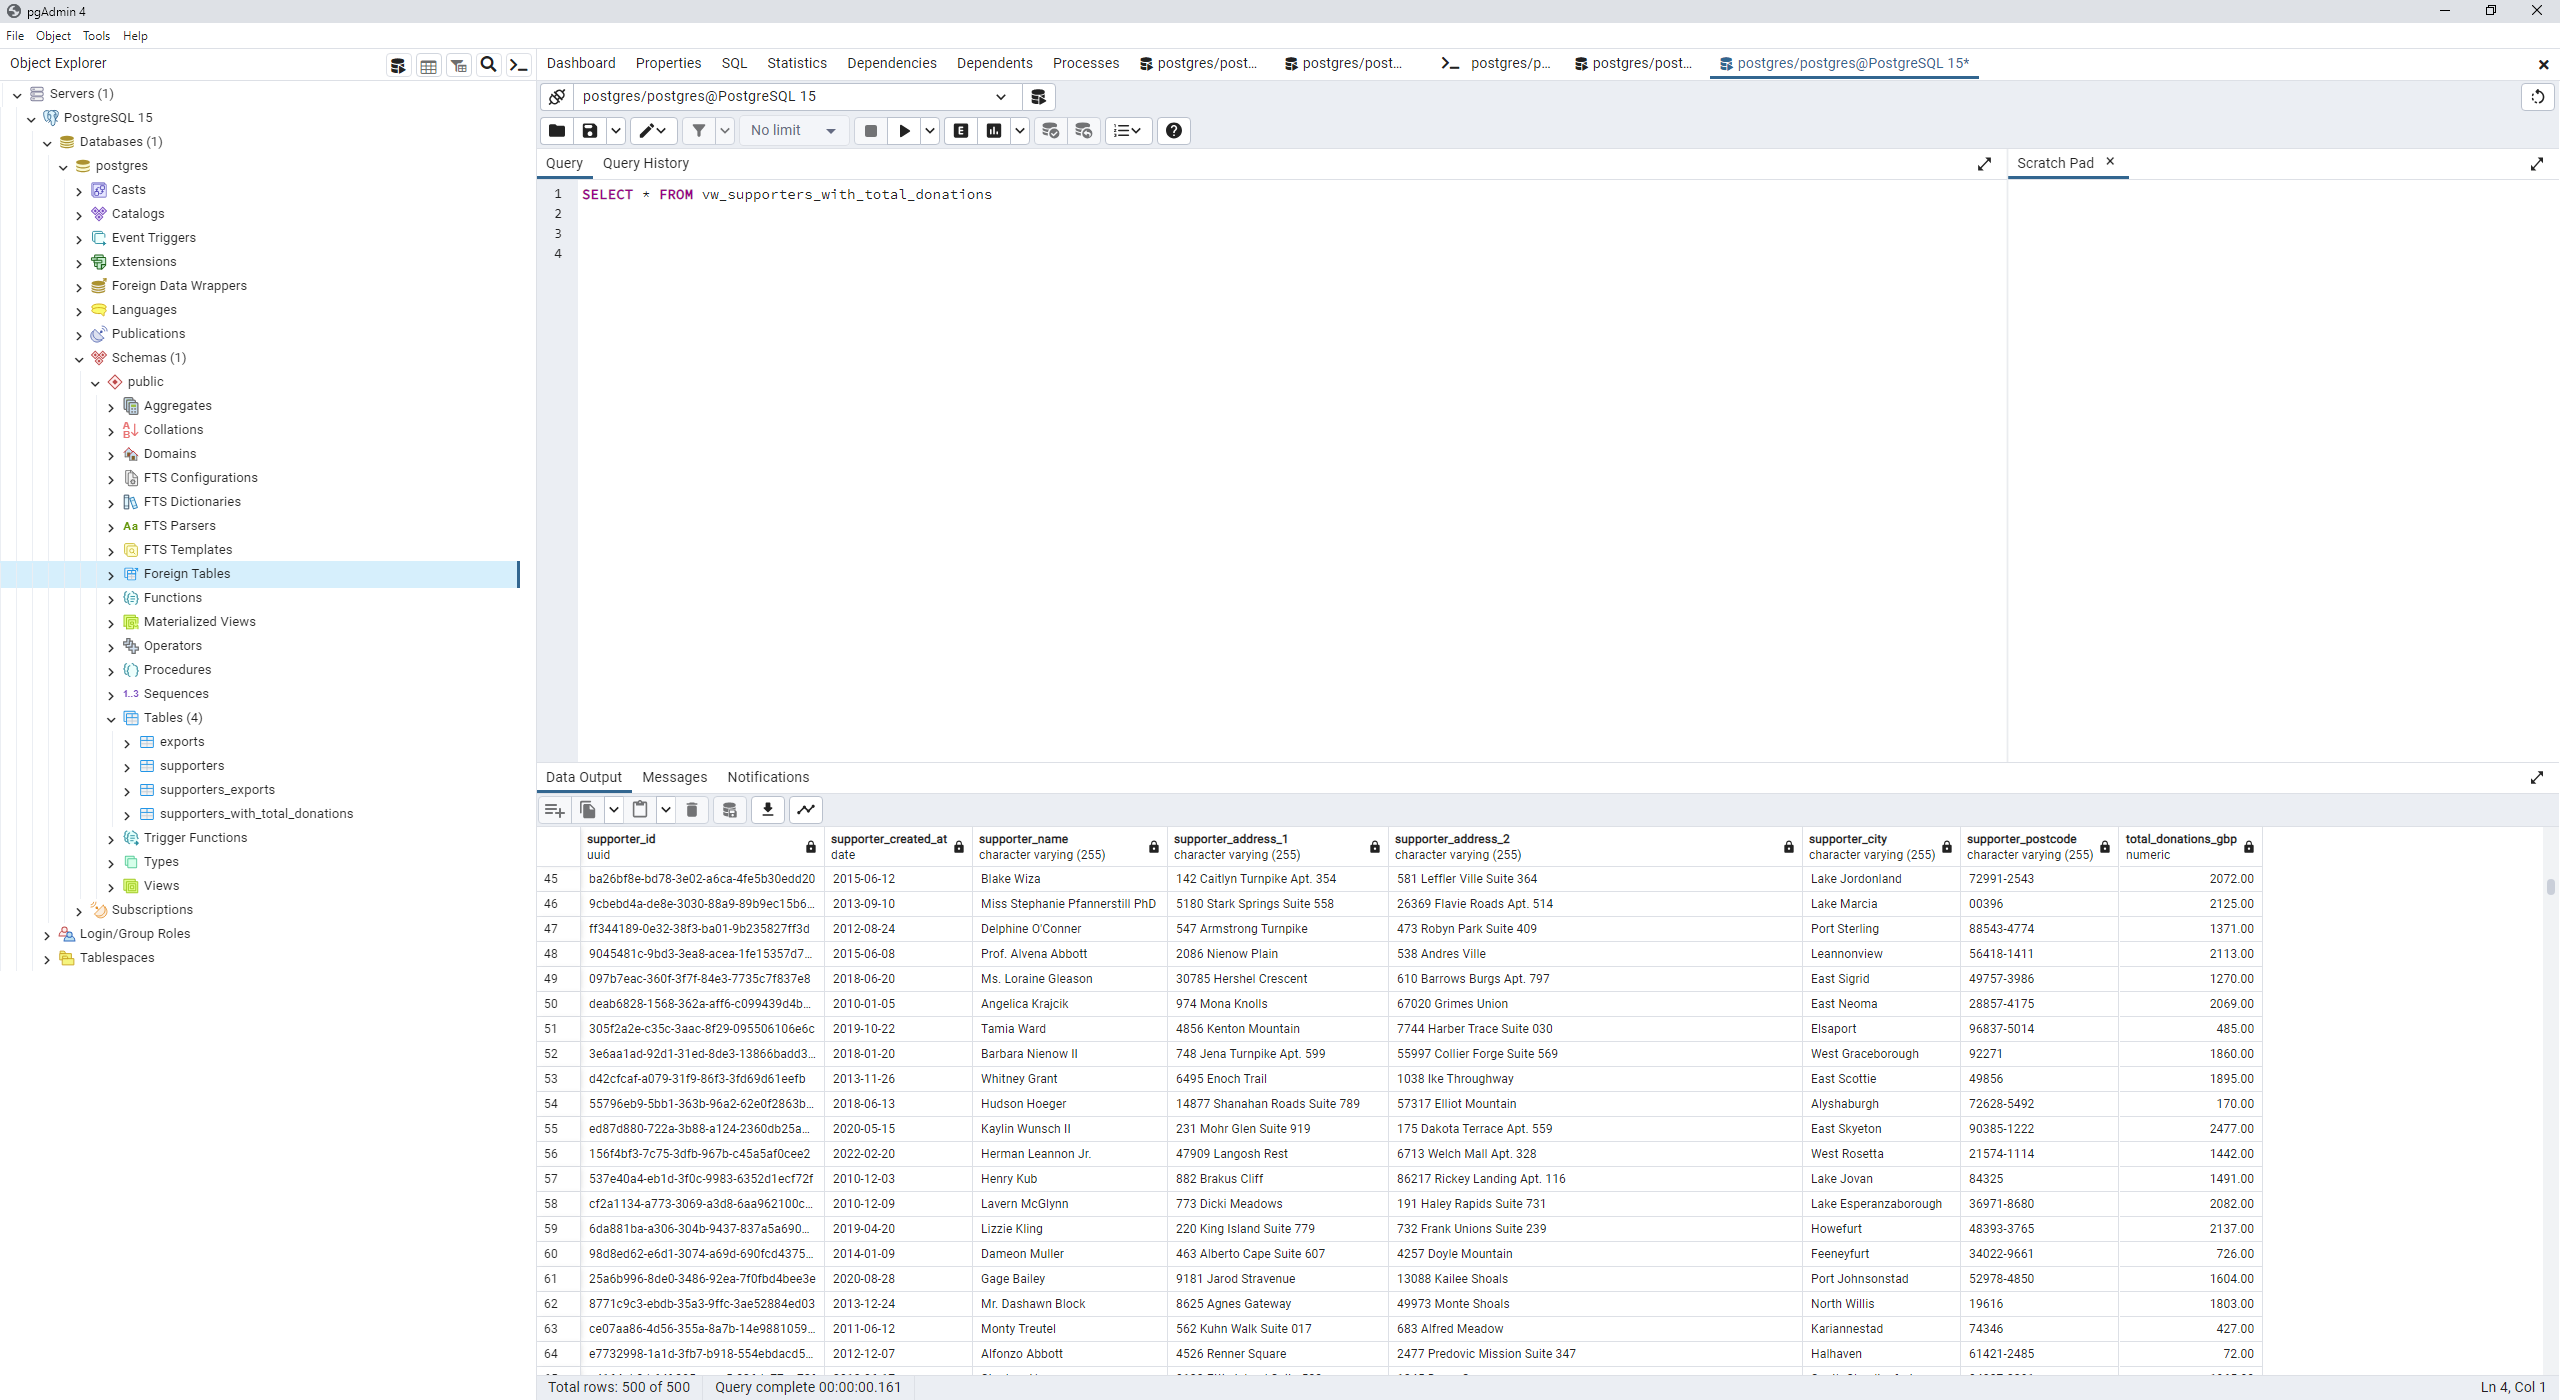 pgAdmin 4
File Object Tools Help
Object Explorer
Dashboard Properties SQL Statistics Dependencies Dependents Processes postgres/post... postgres/post... postgres/p... postgres/post... postgres/postgres@PostgreSQL 15*
Servers (1)
PostgreSQL 15
Databases (1)
postgres
Casts
Catalogs
Event Triggers
Extensions
Foreign Data Wrappers
Languages
Publications
Schemas (1)
public
Aggregates
Collations
Domains
FTS Configurations
FTS Dictionaries
Aa FTS Parsers
FTS Templates
Foreign Tables
Functions
Materialized Views
Operators
Procedures
1..3 Sequences
Tables (4)
exports
supporters
supporters_exports
supporters_with_total_donations
Trigger Functions
Types
Views
Subscriptions
Login/Group Roles
Tablespaces
postgres/postgres@PostgreSQL 15
No limit E
Query Query History
Scratch Pad
1 SELECT * FROM vw_supporters_with_total_donations
2
3
4
Data Output Messages Notifications
supporter_id supporter_created_at supporter_name supporter_address_1 supporter_address_2 supporter_city supporter_postcode total_donations_gbp
uuid date character varying (255) character varying (255) character varying (255) character varying (255) character varying (255) numeric
45 ba26bf8e-bd78-3e02-a6ca-4fe5b30edd20 2015-06-12 Blake Wiza 142 Caitlyn Turnpike Apt. 354 581 Leffler Ville Suite 364 Lake Jordonland 72991-2543 2072.00
46 9cbebd4a-de8e-3030-88a9-89b9ec15b6... 2013-09-10 Miss Stephanie Pfannerstill PhD 5180 Stark Springs Suite 558 26369 Flavie Roads Apt. 514 Lake Marcia 00396 2125.00
47 ff344189-0e32-38f3-ba01-9b235827ff3d 2012-08-24 Delphine O'Conner 547 Armstrong Turnpike 473 Robyn Park Suite 409 Port Sterling 88543-4774 1371.00
48 9045481c-9bd3-3ea8-acea-1fe15357d7... 2015-06-08 Prof. Alvena Abbott 2086 Nienow Plain 538 Andres Ville Leannonview 56418-1411 2113.00
49 097b7eac-360f-3f7f-84e3-7735c7f837e8 2018-06-20 Ms. Loraine Gleason 30785 Hershel Crescent 610 Barrows Burgs Apt. 797 East Sigrid 49757-3986 1270.00
50 deab6828-1568-362a-aff6-c099439d4b... 2010-01-05 Angelica Krajcik 974 Mona Knolls 67020 Grimes Union East Neoma 28857-4175 2069.00
51 305f2a2e-c35c-3aac-8f29-095506106e6c 2019-10-22 Tamia Ward 4856 Kenton Mountain 7744 Harber Trace Suite 030 Elsaport 96837-5014 485.00
52 3e6aa1ad-92d1-31ed-8de3-13866badd3... 2018-01-20 Barbara Nienow II 748 Jena Turnpike Apt. 599 55997 Collier Forge Suite 569 West Graceborough 92271 1860.00
53 d42cfcaf-a079-31f9-86f3-3fd69d61eefb 2013-11-26 Whitney Grant 6495 Enoch Trail 1038 Ike Throughway East Scottie 49856 1895.00
54 55796eb9-5bb1-363b-96a2-62e0f2863b... 2018-06-13 Hudson Hoeger 14877 Shanahan Roads Suite 789 57317 Elliot Mountain Alyshaburgh 72628-5492 170.00
55 ed87d880-722a-3b88-a124-2360db25a... 2020-05-15 Kaylin Wunsch II 231 Mohr Glen Suite 919 175 Dakota Terrace Apt. 559 East Skyeton 90385-1222 2477.00
56 156f4bf3-7c75-3dfb-967b-c45a5af0cee2 2022-02-20 Herman Leannon Jr. 47909 Langosh Rest 6713 Welch Mall Apt. 328 West Rosetta 21574-1114 1442.00
57 537e40a4-eb1d-3f0c-9983-6352d1ecf72f 2010-12-03 Henry Kub 882 Brakus Cliff 86217 Rickey Landing Apt. 116 Lake Jovan 84325 1491.00
58 cf2a1134-a773-3069-a3d8-6aa962100c... 2010-12-09 Lavern McGlynn 773 Dicki Meadows 191 Haley Rapids Suite 731 Lake Esperanzaborough 36971-8680 2082.00
59 6da881ba-a306-304b-9437-837a5a690... 2019-04-20 Lizzie Kling 220 King Island Suite 779 732 Frank Unions Suite 239 Howefurt 48393-3765 2137.00
60 98d8ed62-e6d1-3074-a69d-690fcd4375... 2014-01-09 Dameon Muller 463 Alberto Cape Suite 607 4257 Doyle Mountain Feeneyfurt 34022-9661 726.00
61 25a6b996-8de0-3486-92ea-7f0fbd4bee3e 2020-08-28 Gage Bailey 9181 Jarod Stravenue 13088 Kailee Shoals Port Johnsonstad 52978-4850 1604.00
62 8771c9c3-ebdb-35a3-9ffc-3ae52884ed03 2013-12-24 Mr. Dashawn Block 8625 Agnes Gateway 49973 Monte Shoals North Willis 19616 1803.00
63 ce07aa86-4d56-355a-8a7b-14e9881059... 2011-06-12 Monty Treutel 562 Kuhn Walk Suite 017 683 Alfred Meadow Kariannestad 74346 427.00
64 e7732998-1a1d-3fb7-b918-554ebdacd5... 2012-12-07 Alfonzo Abbott 4526 Renner Square 2477 Predovic Mission Suite 347 Halhaven 61421-2485 72.00
Total rows: 500 of 500 Query complete 00:00:00.161 Ln 4, Col 1